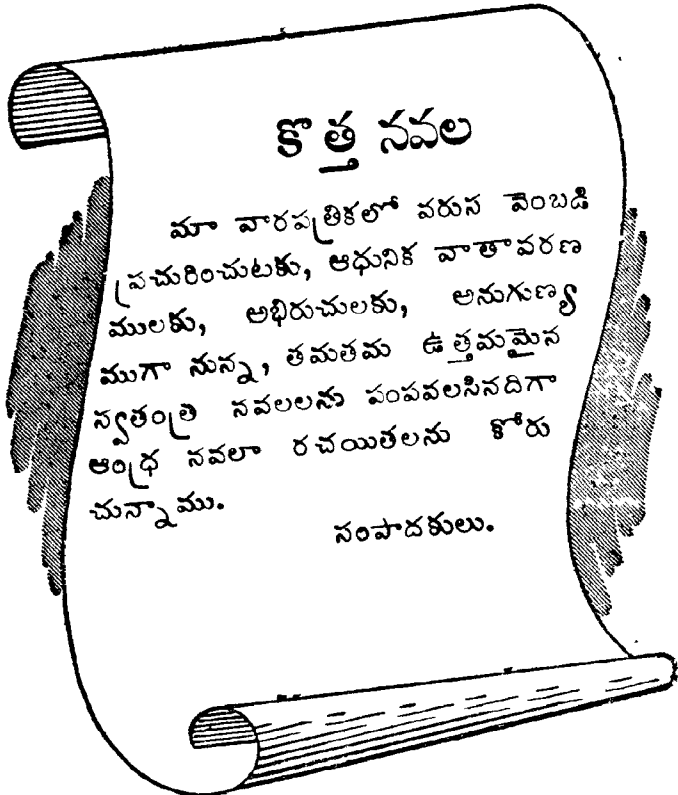 కొత్త నవల
మా వారపత్రికలో వరుస వెంబడి
ప్రచురించుటకు, ఆధునిక వాతావరణ
ములకు, అభిరుచులకు, అనుగుణ్య
ముగా నున్న, తమతమ ఉత్తమమైన
స్వతంత్ర నవలలను పంపవలసినదిగా
ఆంధ్ర నవలా రచయితలను కోరు
చున్నాము.
సంపాదకులు.